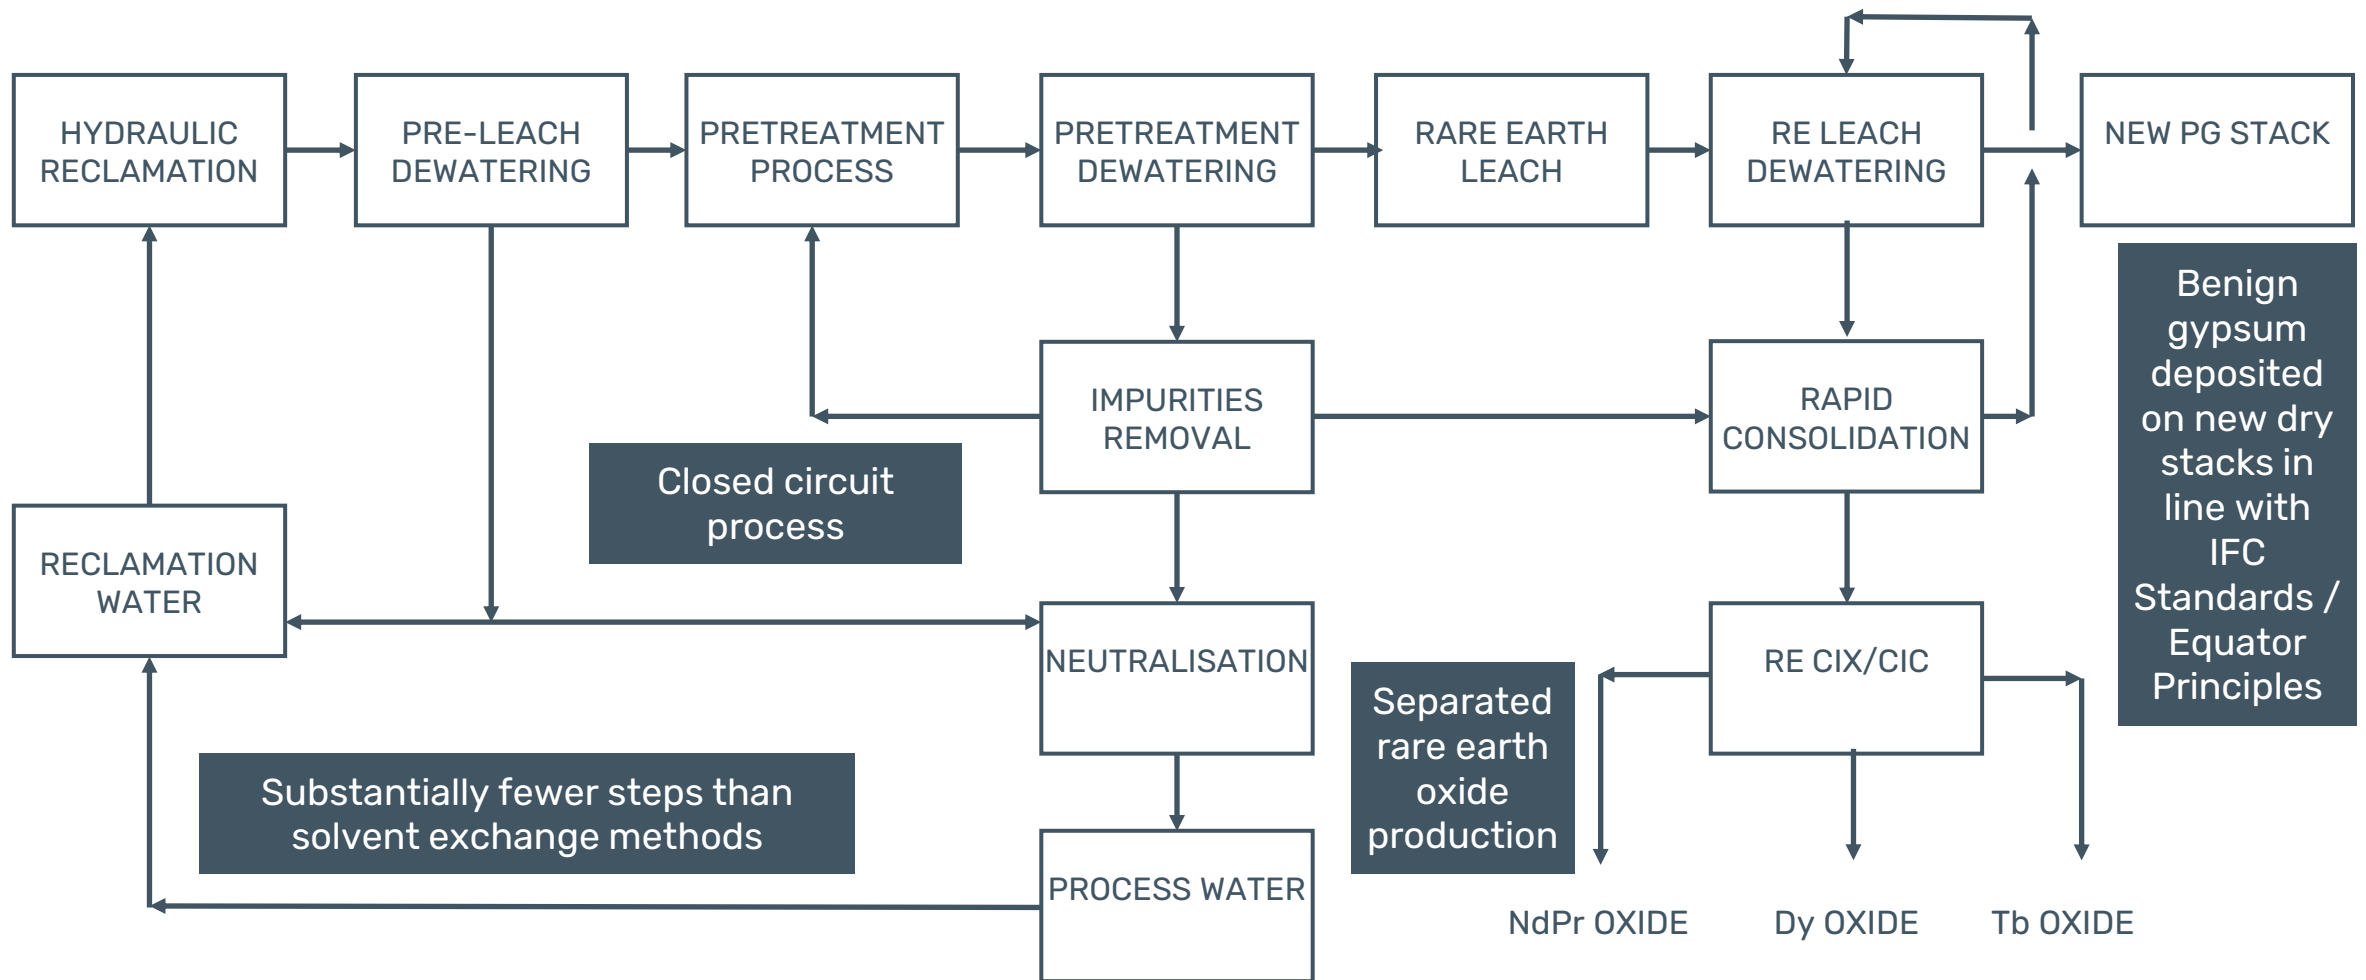 HYDRAULIC
RECLAMATION
PRE-LEACH
DEWATERING
PRETREATMENT
PROCESS
PRETREATMENT
DEWATERING
RARE EARTH
LEACH
RE LEACH
DEWATERING
NEW PG STACK
Benign
gypsum
deposited
on new dry
stacks in
line with
IFC
Standards /
Equator
Principles
IMPURITIES
REMOVAL
RAPID
CONSOLIDATION
Closed circuit
process
RECLAMATION
WATER
NEUTRALISATION
RE CIX/CIC
Separated
rare earth
oxide
production
Substantially fewer steps than
solvent exchange methods
PROCESS WATER
NdPr OXIDE
Dy OXIDE
Tb OXIDE